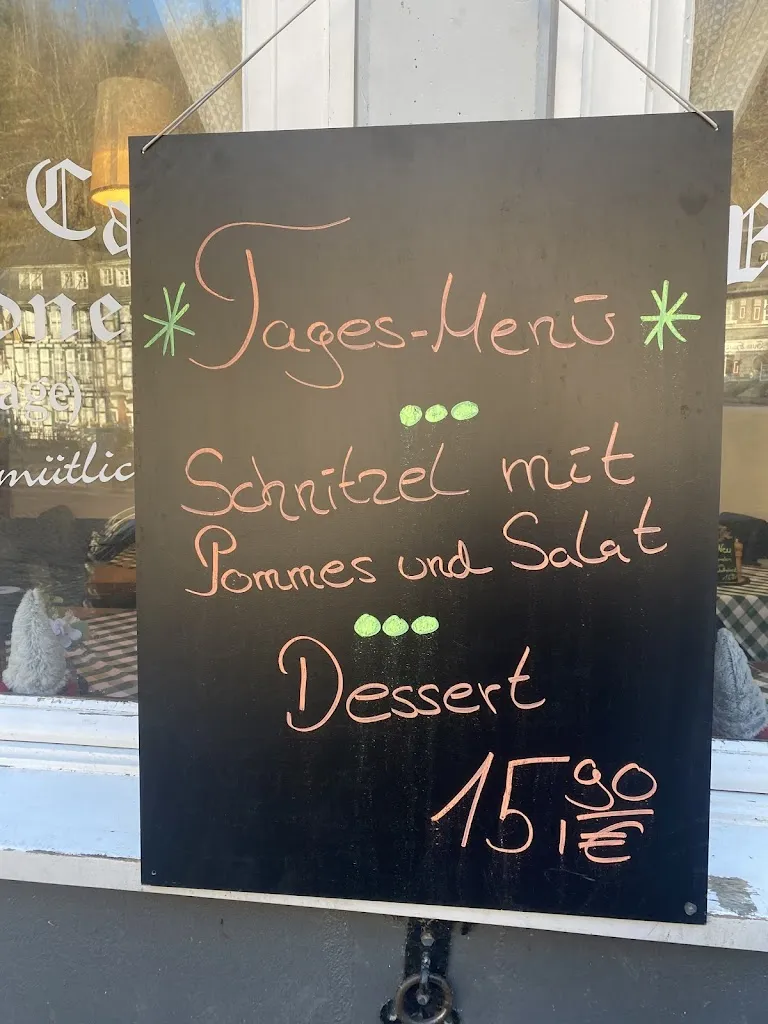 Tages-Menü
Schnitzel mit
Pommes und Salat
Dessert
15,90 €